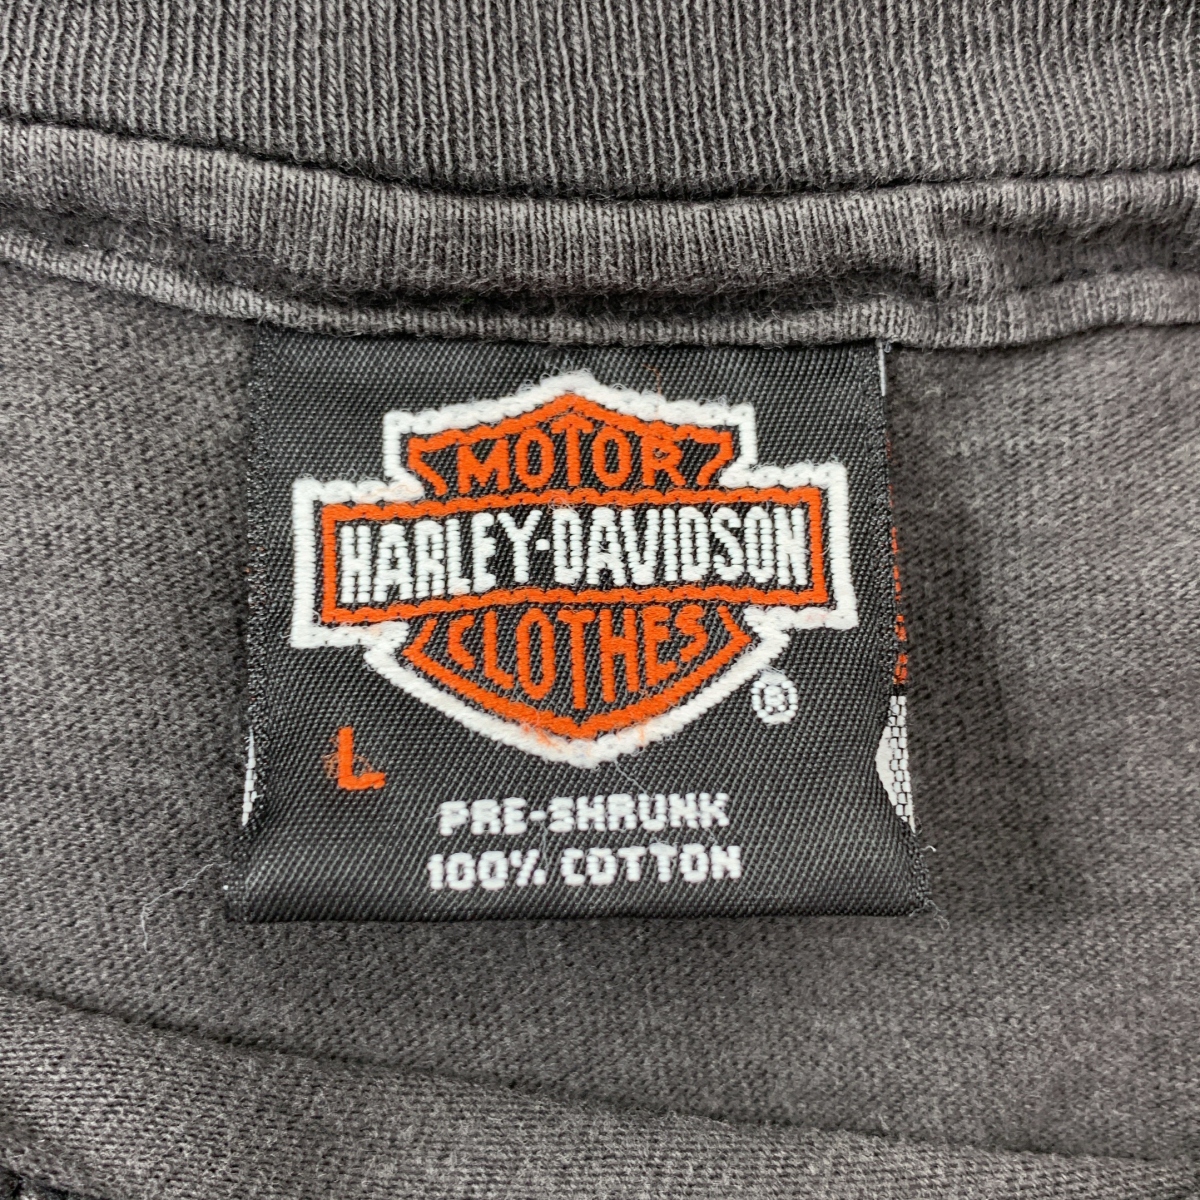 MOTOR
HARLEY-DAVIDSON
CLOTHES
®
L
PRE-SHRUNK
100% COTTON